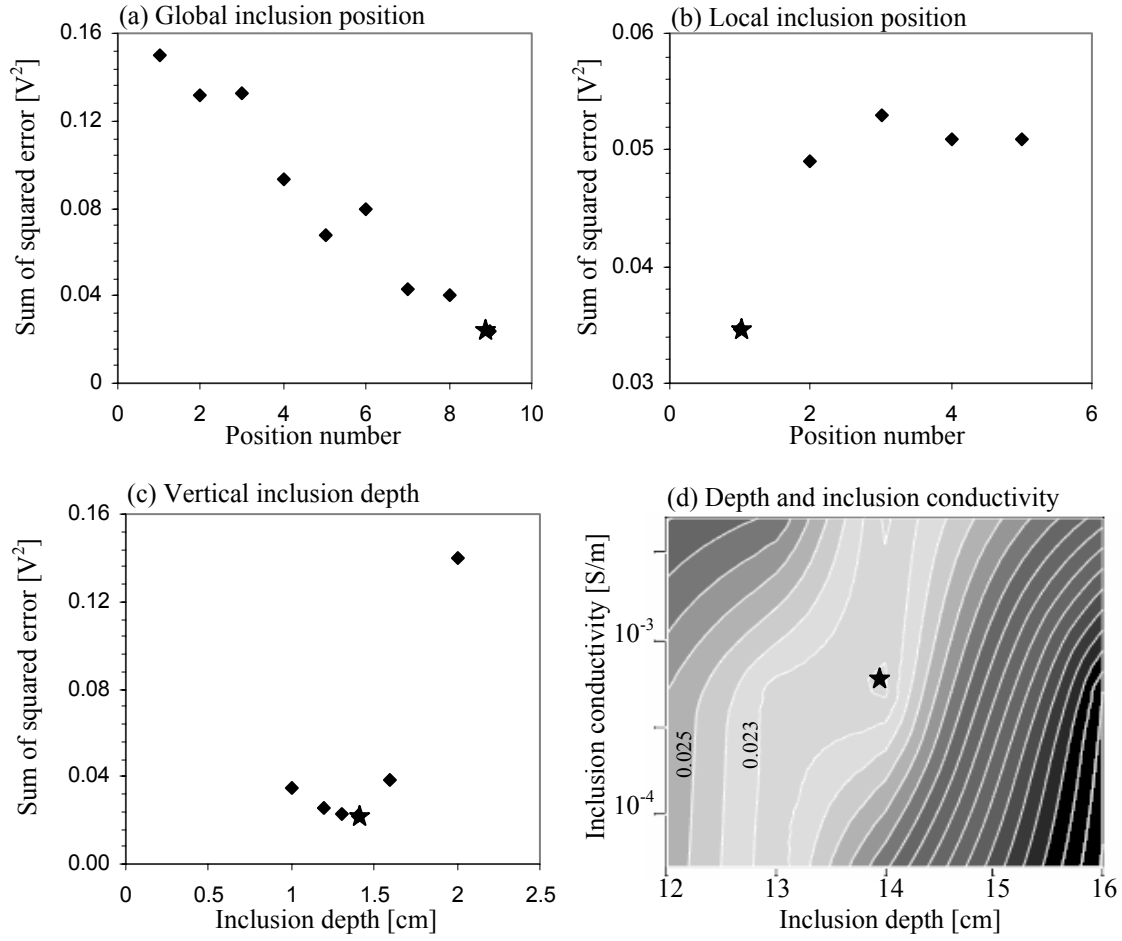 (a) Global inclusion position
Sum of squared error [V²]
0.16
0.12
0.08
0.04
0
0 2 4 6 8 10
Position number
(b) Local inclusion position
Sum of squared error [V²]
0.06
0.05
0.04
0.03
0 2 4 6
Position number
(c) Vertical inclusion depth
Sum of squared error [V²]
0.16
0.12
0.08
0.04
0.00
0 0.5 1 1.5 2 2.5
Inclusion depth [cm]
(d) Depth and inclusion conductivity
Inclusion conductivity [S/m]
10⁻³
10⁻⁴
0.025
0.023
12 13 14 15 16
Inclusion depth [cm]